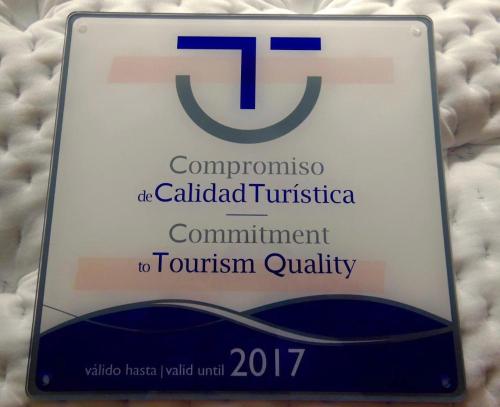 Compromiso
de Calidad Turística
Commitment
to Tourism Quality
válido hasta | valid until 2017